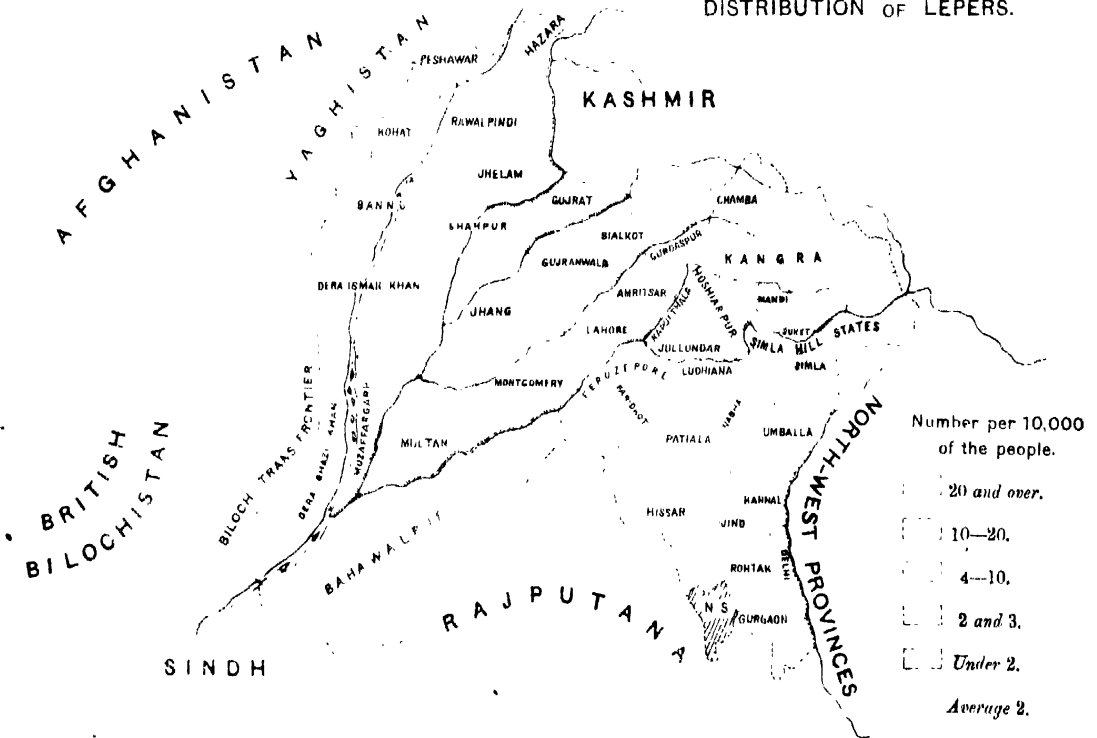 DISTRIBUTION OF LEPERS.
AFGHANISTAN
YAGHISTAN
PESHAWAR
HAZARA
KASHMIR
KOHAT
RAWALPINDI
JHELAM
BANNU
SHAHPUR
GUJRAT
CHAMBA
SIALKOT
GURDASPUR
GUJRANWALA
KANGRA
DERA ISMAIL KHAN
JHANG
AMRITSAR
KAPURTHALA
HOSHIARPUR
MANDI
LAHORE
JULLUNDAR
SUKET
SIMLA HILL STATES
SIMLA
MONTGOMERY
FERUZEPORE
LUDHIANA
FARIDKOT
NABHA
BILOCH TRANS FRONTIER
DERA GHAZI KHAN
MUZAFFARGARH
MULTAN
PATIALA
UMBALLA
NORTH-WEST PROVINCES
BRITISH
BILOCHISTAN
BAHAWALPUR
HISSAR
KARNAL
JIND
DELHI
ROHTAK
RAJPUTANA
N S
GURGAON
SINDH
Number per 10,000
of the people.
20 and over.
10—20.
4—10.
2 and 3.
Under 2.
Average 2.